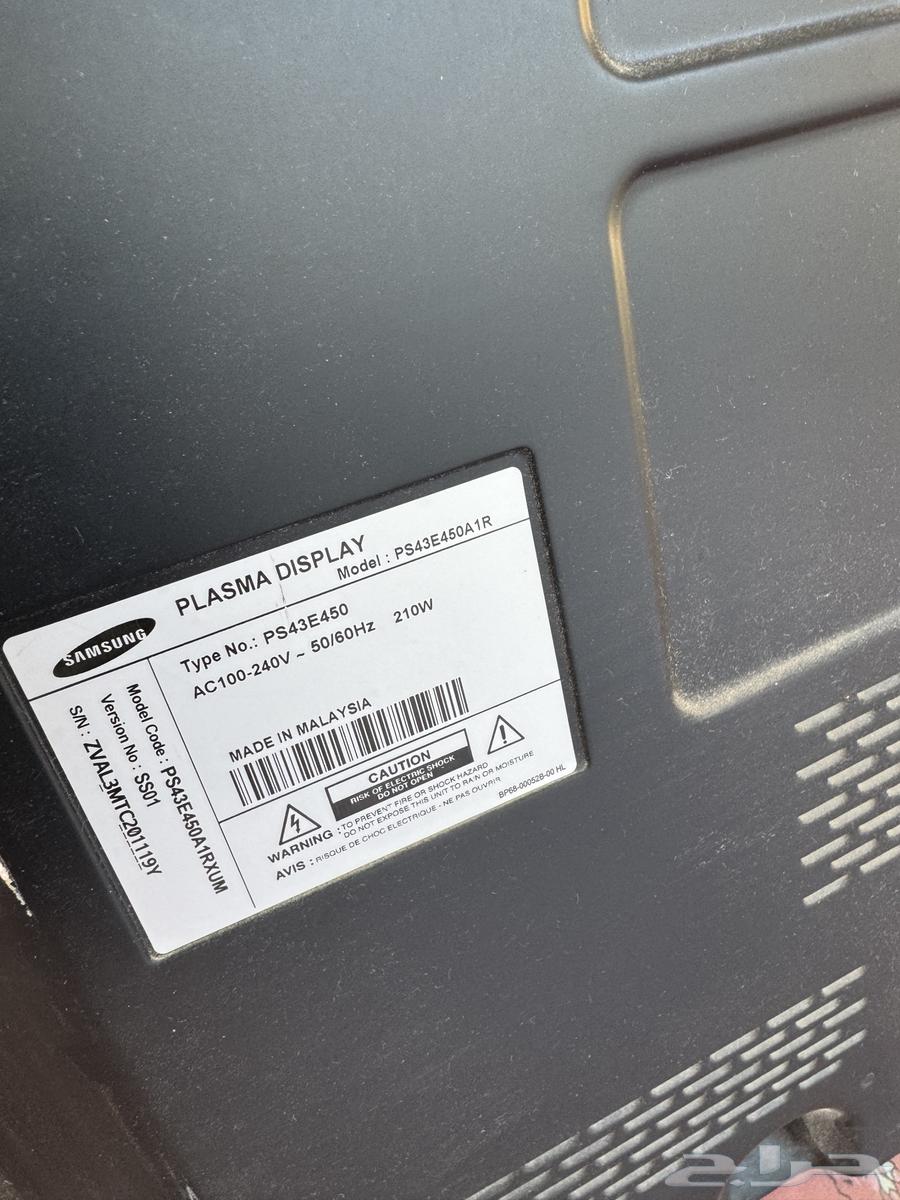 SAMSUNG
PLASMA DISPLAY
Model : PS43E450A1R
Type No.: PS43E450
AC100-240V ~ 50/60Hz 210W
MADE IN MALAYSIA
Model Code : PS43E450A1RXUM
Version No : SS01
S/N : ZVAL3MTC201119Y
CAUTION
RISK OF ELECTRIC SHOCK
DO NOT OPEN
WARNING : TO PREVENT FIRE OR SHOCK HAZARD
DO NOT EXPOSE THIS UNIT TO RAIN OR MOISTURE
AVIS : RISQUE DE CHOC ELECTRIQUE - NE PAS OUVRIR
BP68-00052B-00 HL
حراج